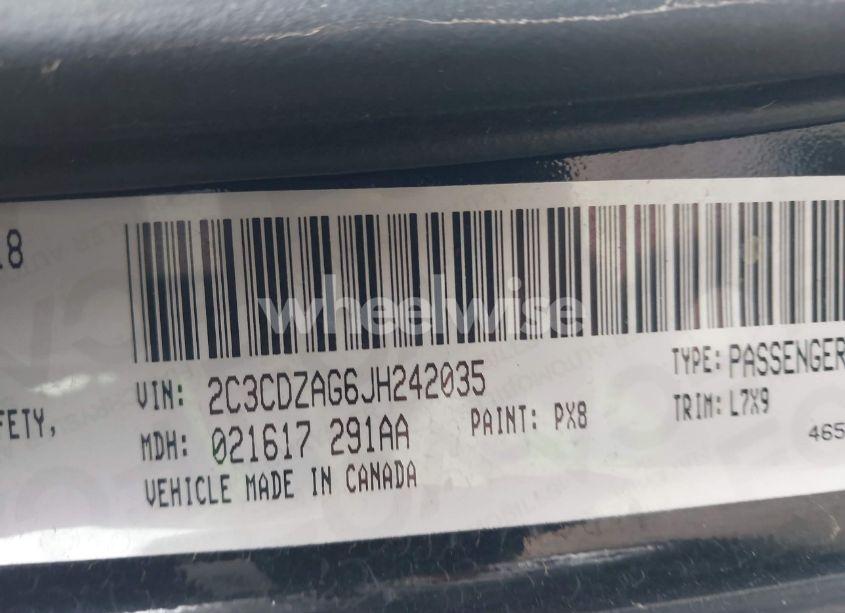 .8
wheelwise
VIN: 2C3CDZAG6JH242035
TYPE: PASSENGER
FETY,
MDH: 021617 291AA
PAINT: PX8
TRIM: L7X9
465
VEHICLE MADE IN CANADA